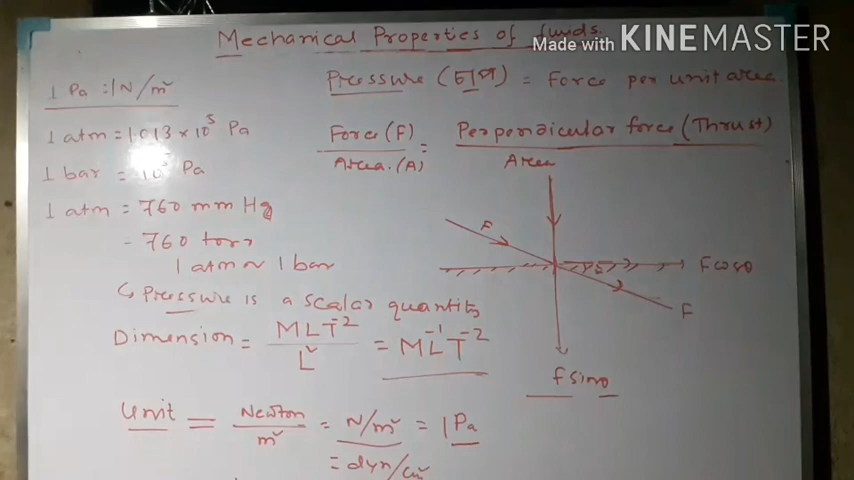 Mechanical Properties of fluids.
Made with KINEMASTER
1 Pa = 1 N/m²
1 atm = 1.013 × 10⁵ Pa
1 bar = 10⁵ Pa
1 atm = 760 mm Hg
= 760 torr
1 atm ~ 1 bar
Pressure (চাপ) = Force per unit area
Force (F) / Area. (A) = Perpendicular force (Thrust) / Area
F
F cosθ
F
F sinθ
↳ Pressure is a scalar quantity
Dimension = MLT⁻² / L² = ML⁻¹T⁻²
Unit = Newton / m² = N/m² = 1 Pa
= dyn/cm²